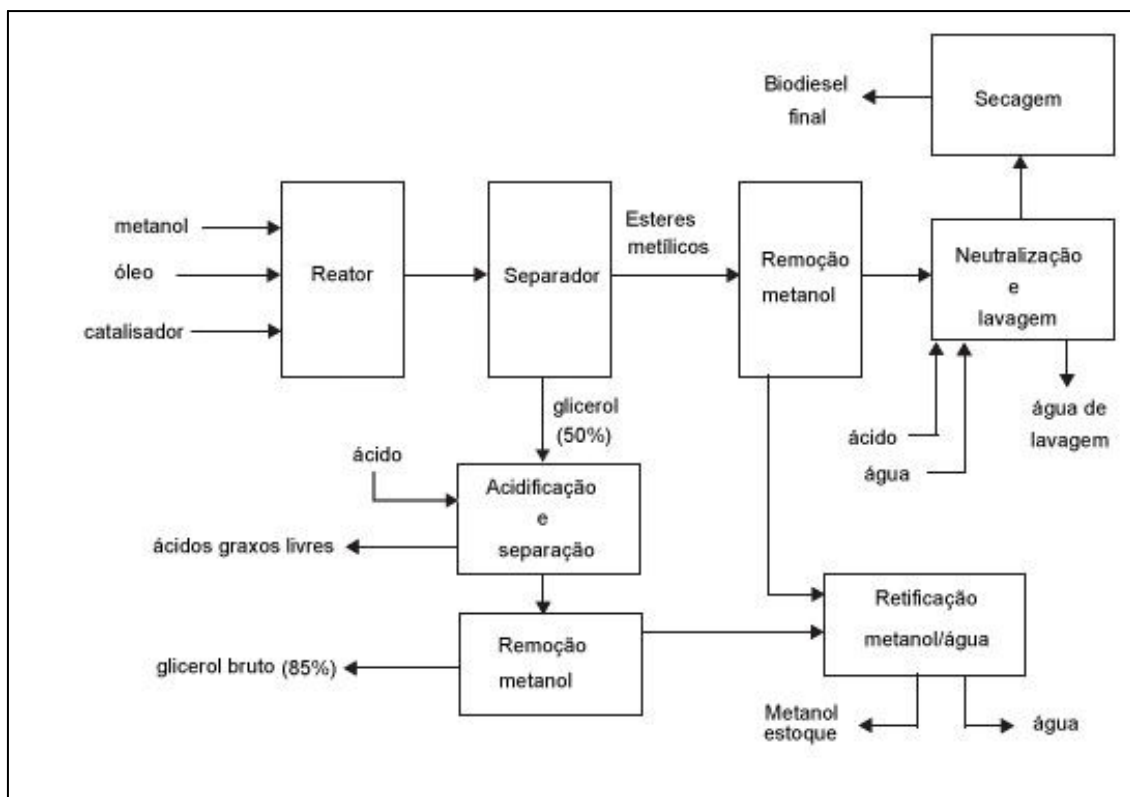 Biodiesel
final
Secagem
metanol
óleo
catalisador
Reator
Separador
Esteres
metílicos
Remoção
metanol
Neutralização
e
lavagem
glicerol
(50%)
ácido
água
água de
lavagem
ácido
Acidificação
e
separação
ácidos graxos livres
Remoção
metanol
glicerol bruto (85%)
Retificação
metanol/água
Metanol
estoque
água